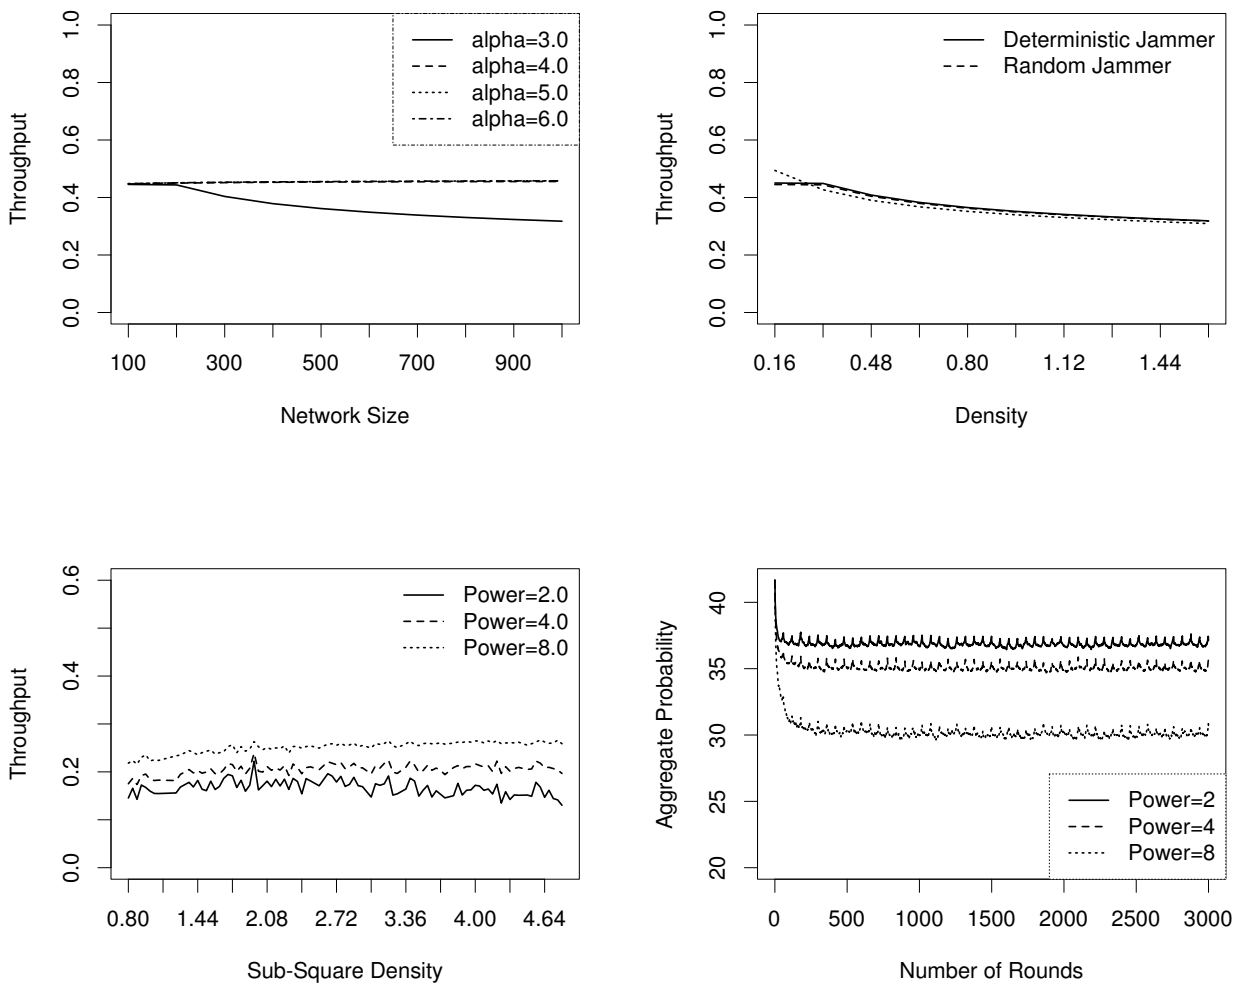 Throughput
1.0
0.8
0.6
0.4
0.2
0.0
alpha=3.0
alpha=4.0
alpha=5.0
alpha=6.0
100 300 500 700 900
Network Size
Throughput
1.0
0.8
0.6
0.4
0.2
0.0
Deterministic Jammer
Random Jammer
0.16 0.48 0.80 1.12 1.44
Density
Throughput
0.6
0.4
0.2
0.0
Power=2.0
Power=4.0
Power=8.0
0.80 1.44 2.08 2.72 3.36 4.00 4.64
Sub-Square Density
Aggregate Probability
40
35
30
25
20
Power=2
Power=4
Power=8
0 500 1000 1500 2000 2500 3000
Number of Rounds